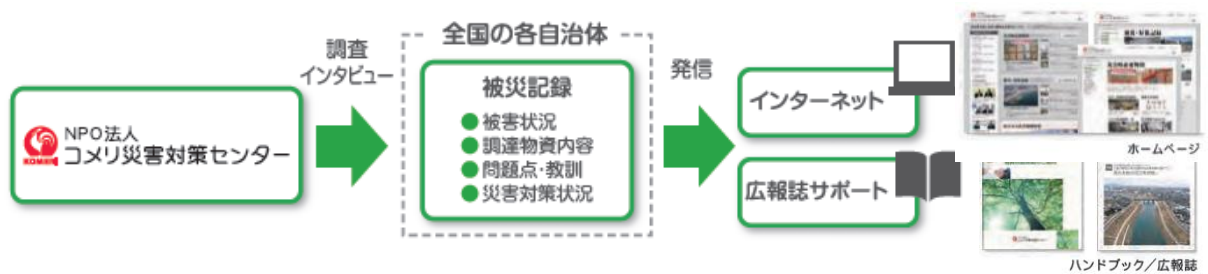 NPO法人
コメリ災害対策センター
KOMERI
調査
インタビュー
全国の各自治体
被災記録
●被害状況
●調達物資内容
●問題点・教訓
●災害対策状況
発信
インターネット
広報誌サポート
ホームページ
ハンドブック／広報誌